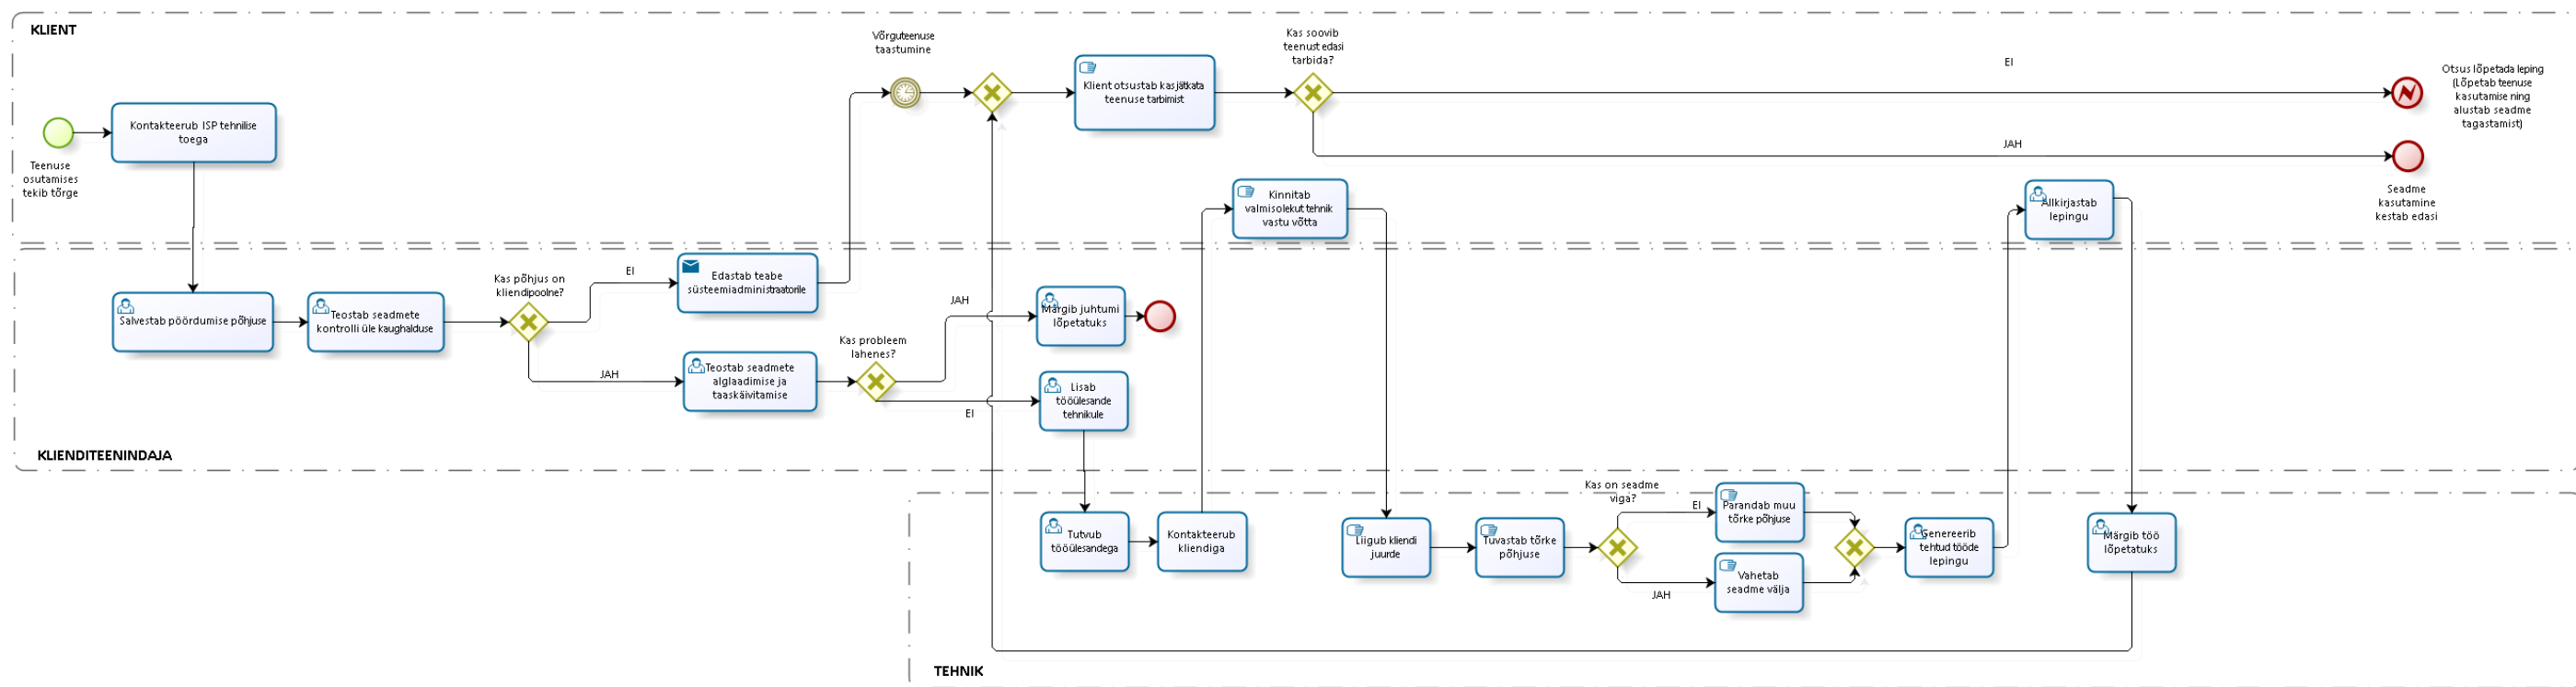 KLIENT
Teenuse
osutamises
tekib tõrge
Kontakteerub ISP tehnilise
toega
Võrguteenuse
taastumine
Klient otsustab kas jätkata
teenuse tarbimist
Kas soovib
teenust edasi
tarbida?
EI
JAH
Otsus lõpetada leping
(Lõpetab teenuse
kasutamise ning
alustab seadme
tagastamist)
Seadme
kasutamine
kestab edasi
Kinnitab
valmisolekut tehnik
vastu võtta
Allkirjastab
lepingu
Salvestab pöördumise põhjuse
Teostab seadmete
kontrolli üle kaughalduse
Kas põhjus on
kliendipoolne?
EI
JAH
Edastab teabe
süsteemiadministraatorile
Teostab seadmete
alglaadimise ja
taaskäivitamise
Kas probleem
lahenes?
JAH
EI
Märgib juhtumi
lõpetatuks
Lisab
tööülesande
tehnikule
KLIENDITEENINDAJA
Tutvub
tööülesandega
Kontakteerub
kliendiga
Liigub kliendi
juurde
Tuvastab tõrke
põhjuse
Kas on seadme
viga?
EI
JAH
Parandab muu
tõrke põhjuse
Vahetab
seadme välja
Genereerib
tehtud tööde
lepingu
Märgib töö
lõpetatuks
TEHNIK